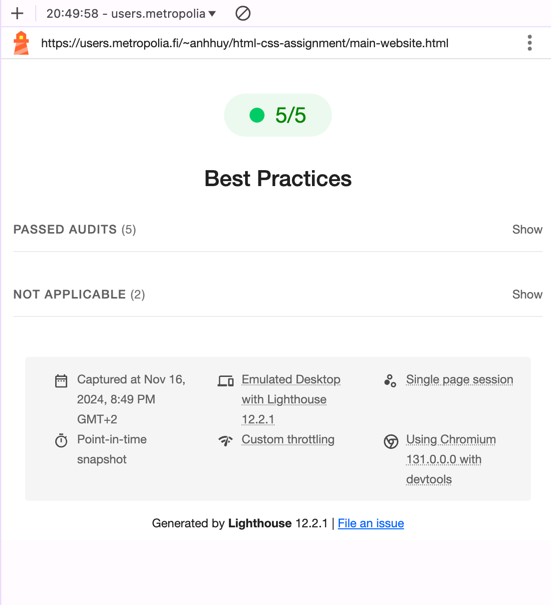 20:49:58 - users.metropolia
https://users.metropolia.fi/~anhhuy/html-css-assignment/main-website.html
5/5
Best Practices
PASSED AUDITS (5) Show
NOT APPLICABLE (2) Show
Captured at Nov 16,
2024, 8:49 PM
GMT+2
Emulated Desktop
with Lighthouse
12.2.1
Single page session
Point-in-time
snapshot
Custom throttling
Using Chromium
131.0.0.0 with
devtools
Generated by Lighthouse 12.2.1 | File an issue